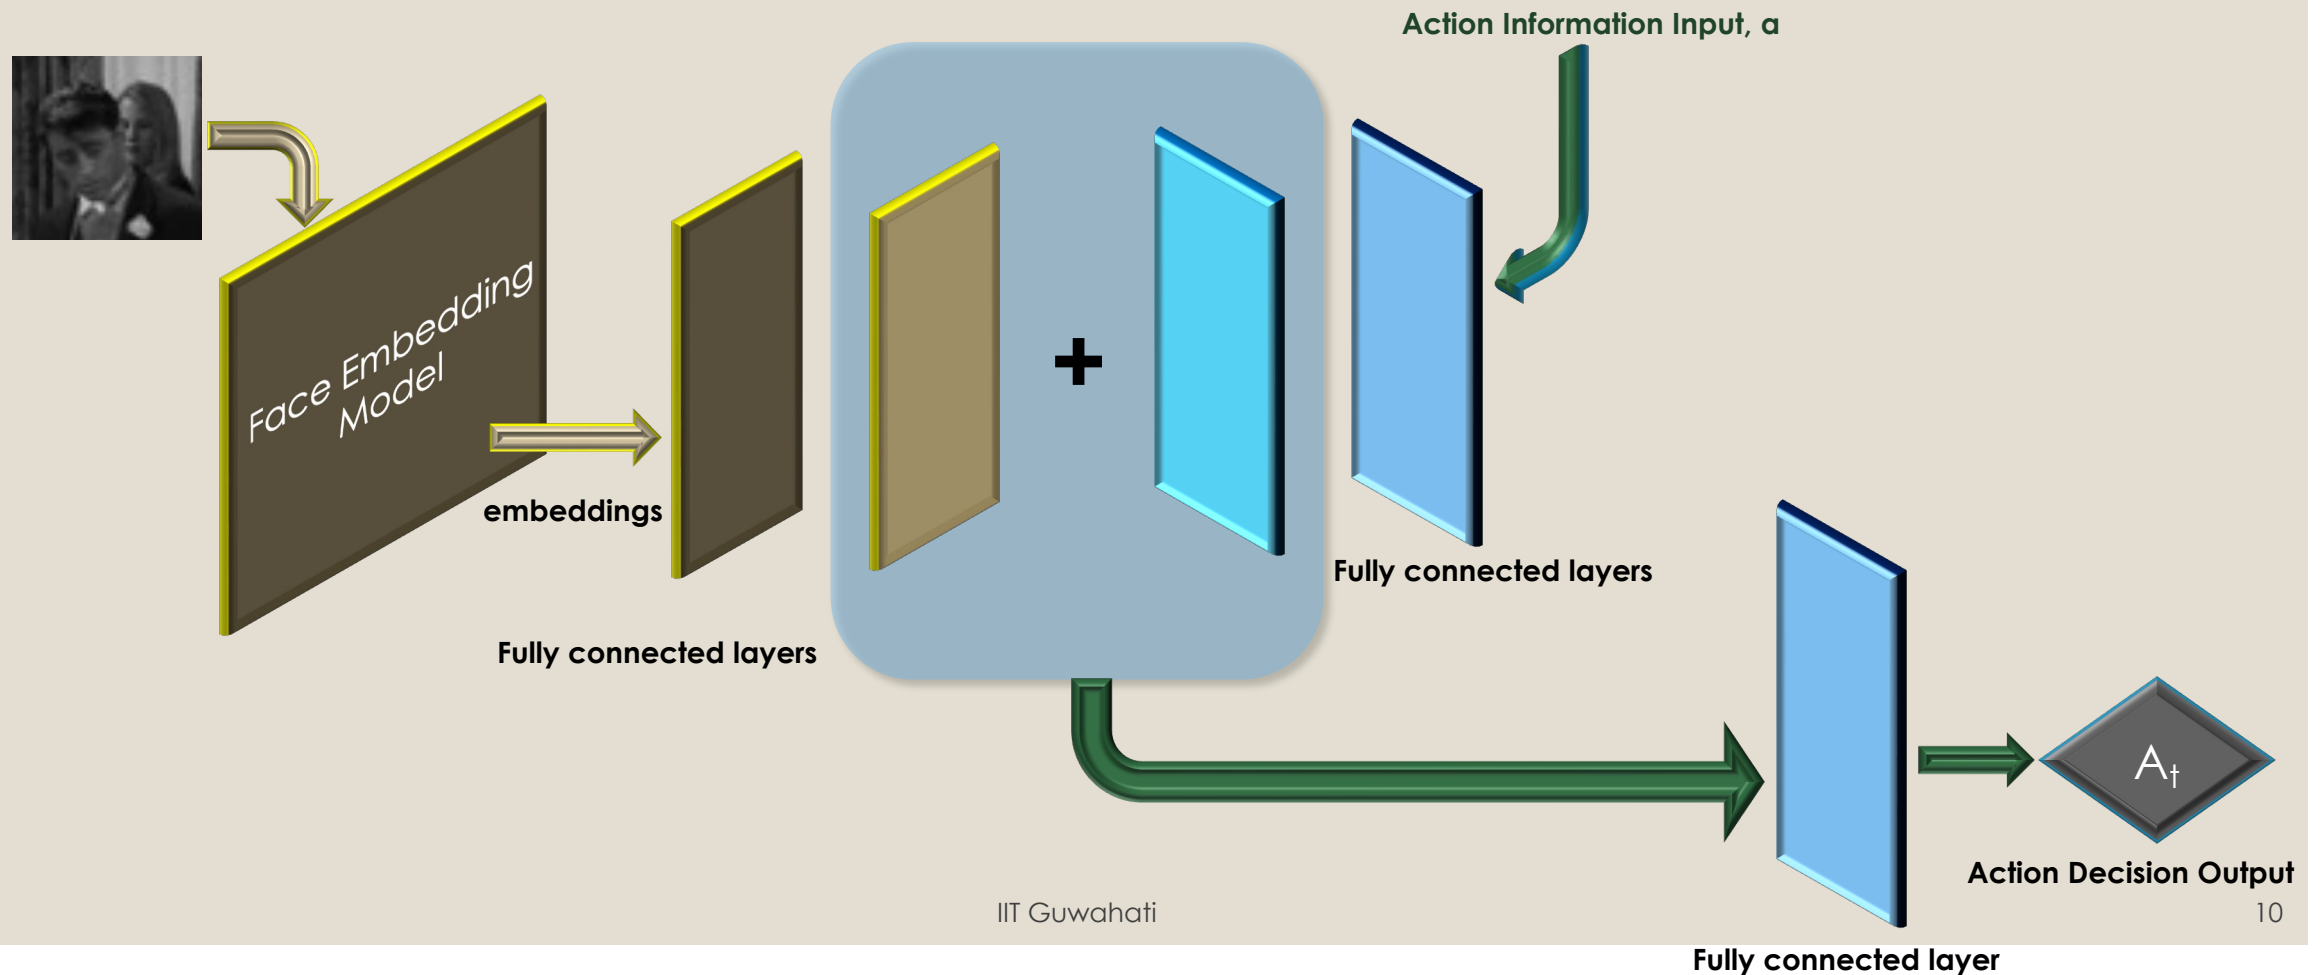 Action Information Input, a
Face Embedding
Model
embeddings
+
Fully connected layers
Fully connected layers
A_t
Action Decision Output
IIT Guwahati
10
Fully connected layer